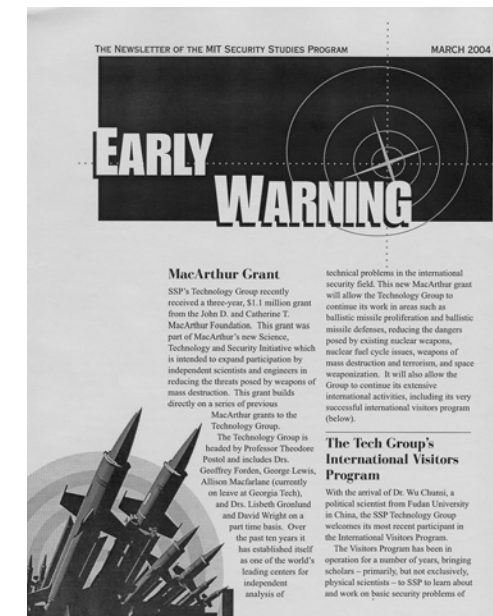 THE NEWSLETTER OF THE MIT SECURITY STUDIES PROGRAM
MARCH 2004
EARLY
WARNING
MacArthur Grant
SSP's Technology Group recently
received a three-year, $1.1 million grant
from the John D. and Catherine T.
MacArthur Foundation. This grant was
part of MacArthur's new Science,
Technology and Security Initiative which
is intended to expand participation by
independent scientists and engineers in
reducing the threats posed by weapons of
mass destruction. This grant builds
directly on a series of previous
MacArthur grants to the
Technology Group.
The Technology Group is
headed by Professor Theodore
Postol and includes Drs.
Geoffrey Forden, George Lewis,
Allison Macfarlane (currently
on leave at Georgia Tech),
and Drs. Lisbeth Gronlund
and David Wright on a
part time basis. Over
the past ten years it
has established itself
as one of the world's
leading centers for
independent
analysis of
technical problems in the international
security field. This new MacArthur grant
will allow the Technology Group to
continue its work in areas such as
ballistic missile proliferation and ballistic
missile defenses, reducing the dangers
posed by existing nuclear weapons,
nuclear fuel cycle issues, weapons of
mass destruction and terrorism, and space
weaponization. It will also allow the
Group to continue its extensive
international activities, including its very
successful international visitors program
(below).
The Tech Group's
International Visitors
Program
With the arrival of Dr. Wu Chunsi, a
political scientist from Fudan University
in China, the SSP Technology Group
welcomes its most recent participant in
the International Visitors Program.
The Visitors Program has been in
operation for a number of years, bringing
scholars – primarily, but not exclusively,
physical scientists – to SSP to learn about
and work on basic security problems of